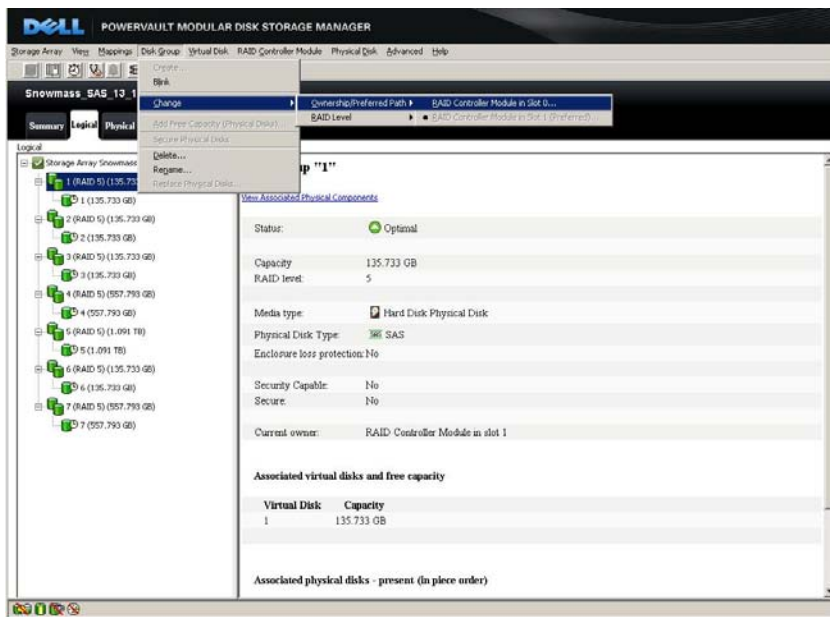 DELL POWERVAULT MODULAR DISK STORAGE MANAGER
Storage Array View Mappings Disk Group Virtual Disk RAID Controller Module Physical Disk Advanced Help
Create...
Blink
Snowmass_SAS_13_1
Change
Ownership/Preferred Path
RAID Controller Module in Slot 0...
RAID Level
RAID Controller Module in Slot 1 (Preferred)...
Add Free Capacity (Physical Disks)...
Secure Physical Disks
Delete...
Rename...
Replace Physical Disks...
Summary Logical Physical
Logical
Storage Array Snowmass
1 (RAID 5) (135.73
1 (135.733 GB)
2 (RAID 5) (135.733 GB)
2 (135.733 GB)
3 (RAID 5) (135.733 GB)
3 (135.733 GB)
4 (RAID 5) (557.793 GB)
4 (557.793 GB)
5 (RAID 5) (1.091 TB)
5 (1.091 TB)
6 (RAID 5) (135.733 GB)
6 (135.733 GB)
7 (RAID 5) (557.793 GB)
7 (557.793 GB)
"1"
View Associated Physical Components
Status: Optimal
Capacity 135.733 GB
RAID level: 5
Media type: Hard Disk Physical Disk
Physical Disk Type: SAS
Enclosure loss protection: No
Security Capable: No
Secure: No
Current owner: RAID Controller Module in slot 1
Associated virtual disks and free capacity
Virtual Disk Capacity
1 135.733 GB
Associated physical disks - present (in piece order)